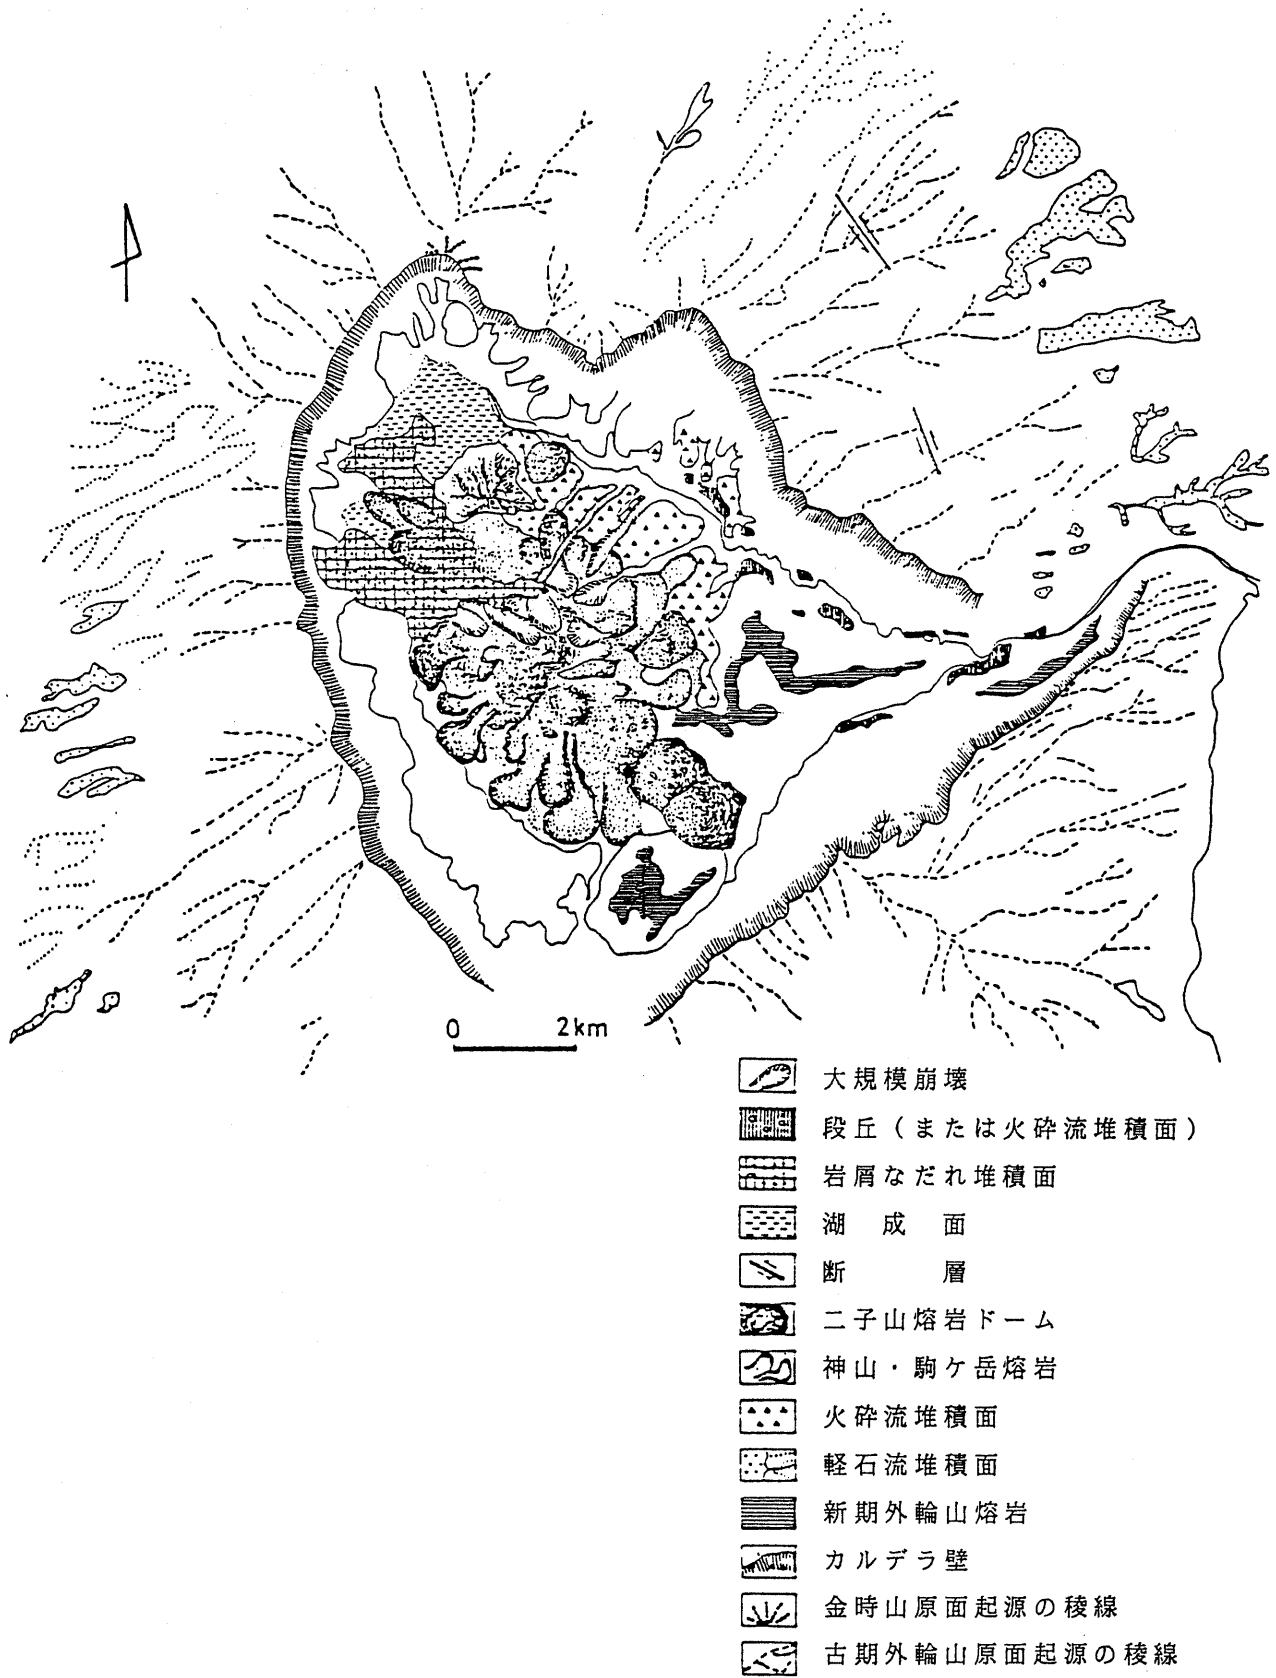 0 2km
大規模崩壊
段丘(または火砕流堆積面)
岩屑なだれ堆積面
湖成面
断層
二子山熔岩ドーム
神山・駒ケ岳熔岩
火砕流堆積面
軽石流堆積面
新期外輪山熔岩
カルデラ壁
金時山原面起源の稜線
古期外輪山原面起源の稜線